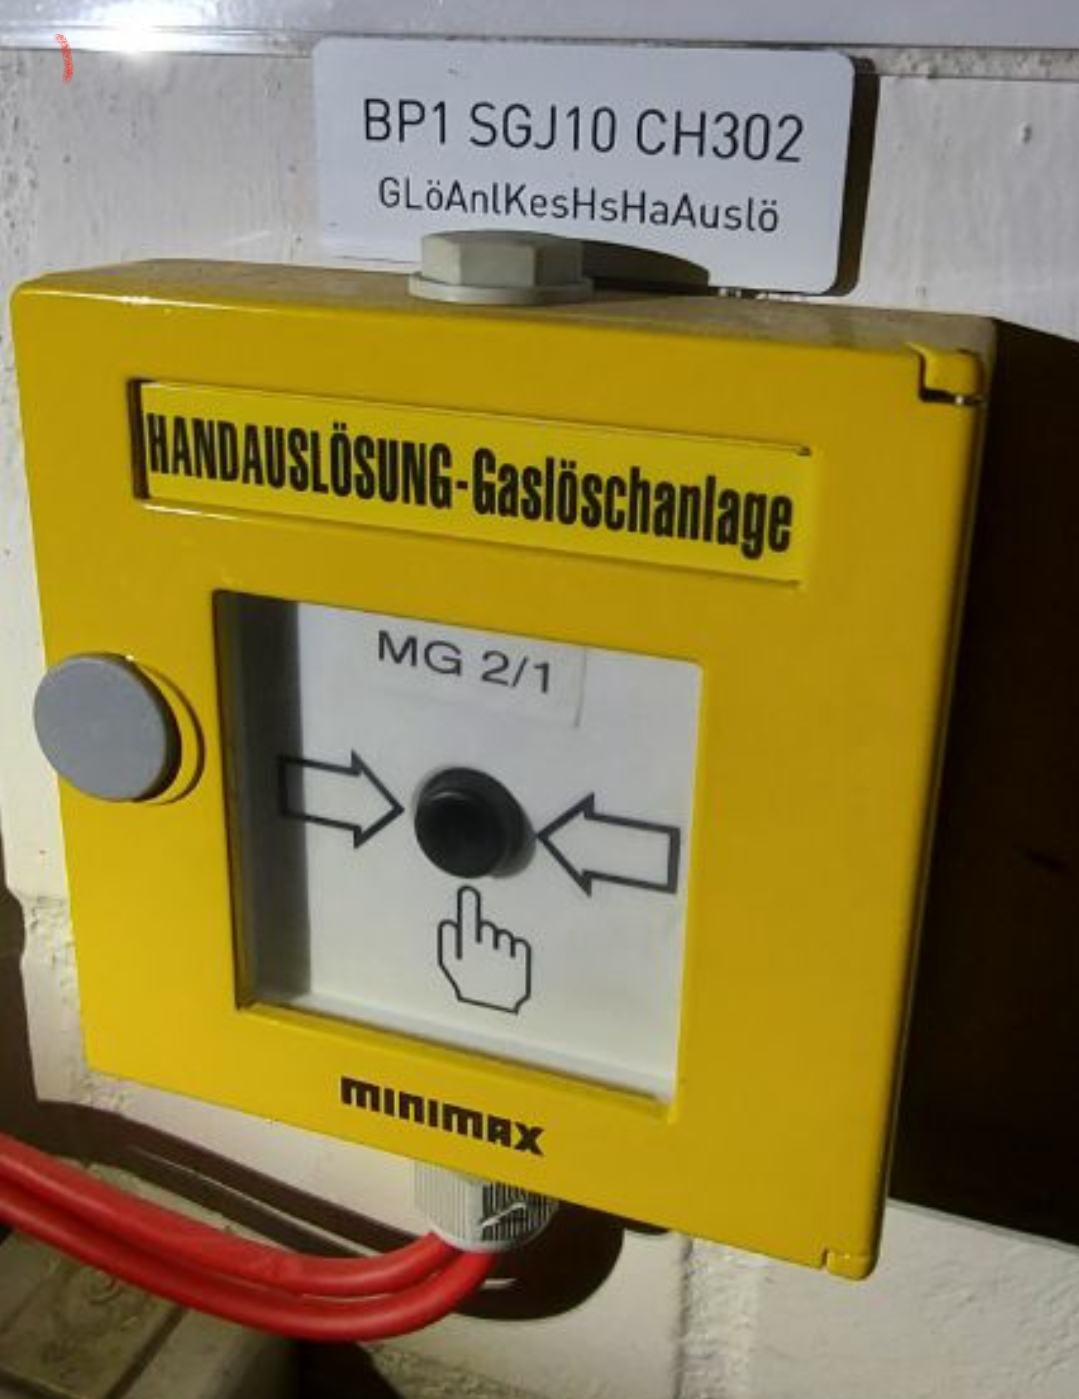 BP1 SGJ10 CH302
GLöAnlKesHsHaAuslö
HANDAUSLÖSUNG-Gaslöschanlage
MG 2/1
mInImAX